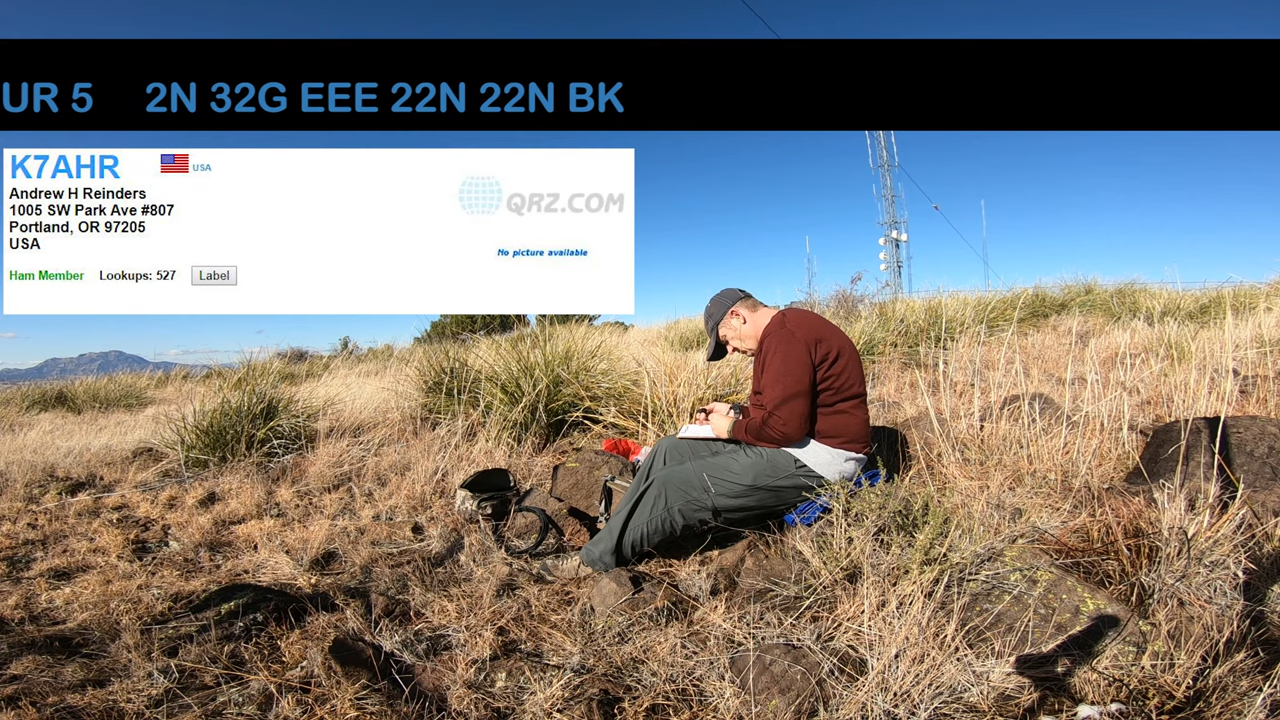 UR 5 2N 32G EEE 22N 22N BK
K7AHR USA
Andrew H Reinders
1005 SW Park Ave #807
Portland, OR 97205
USA
Ham Member Lookups: 527 Label
QRZ.COM
No picture available